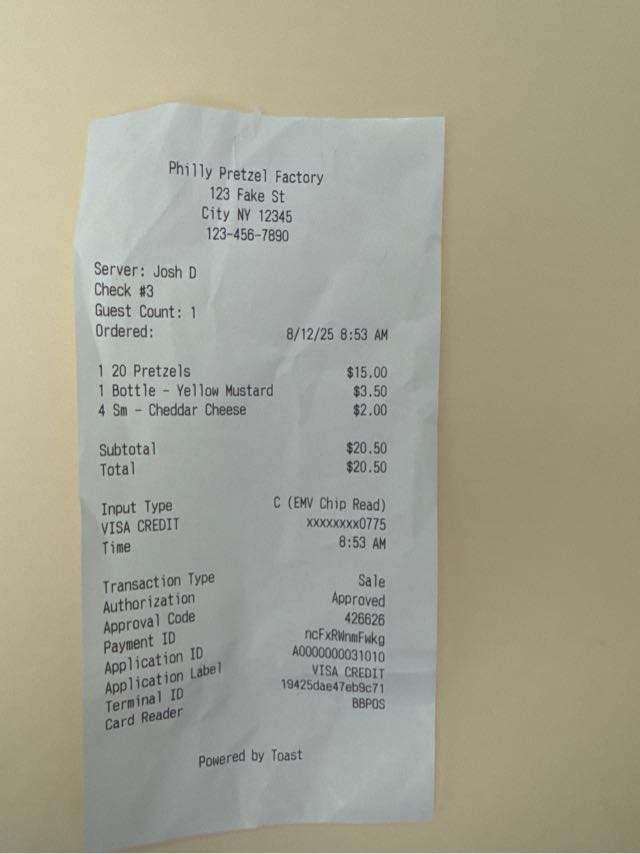 Philly Pretzel Factory
123 Fake St
City NY 12345
123-456-7890
Server: Josh D
Check #3
Guest Count: 1
Ordered: 8/12/25 8:53 AM
1 20 Pretzels $15.00
1 Bottle - Yellow Mustard $3.50
4 Sm - Cheddar Cheese $2.00
Subtotal $20.50
Total $20.50
Input Type C (EMV Chip Read)
VISA CREDIT xxxxxxxx0775
Time 8:53 AM
Transaction Type Sale
Authorization Approved
Approval Code 426626
Payment ID ncFxRWnmFwkg
Application ID A0000000031010
Application Label VISA CREDIT
Terminal ID 19425dae47eb9c71
Card Reader BBPOS
Powered by Toast